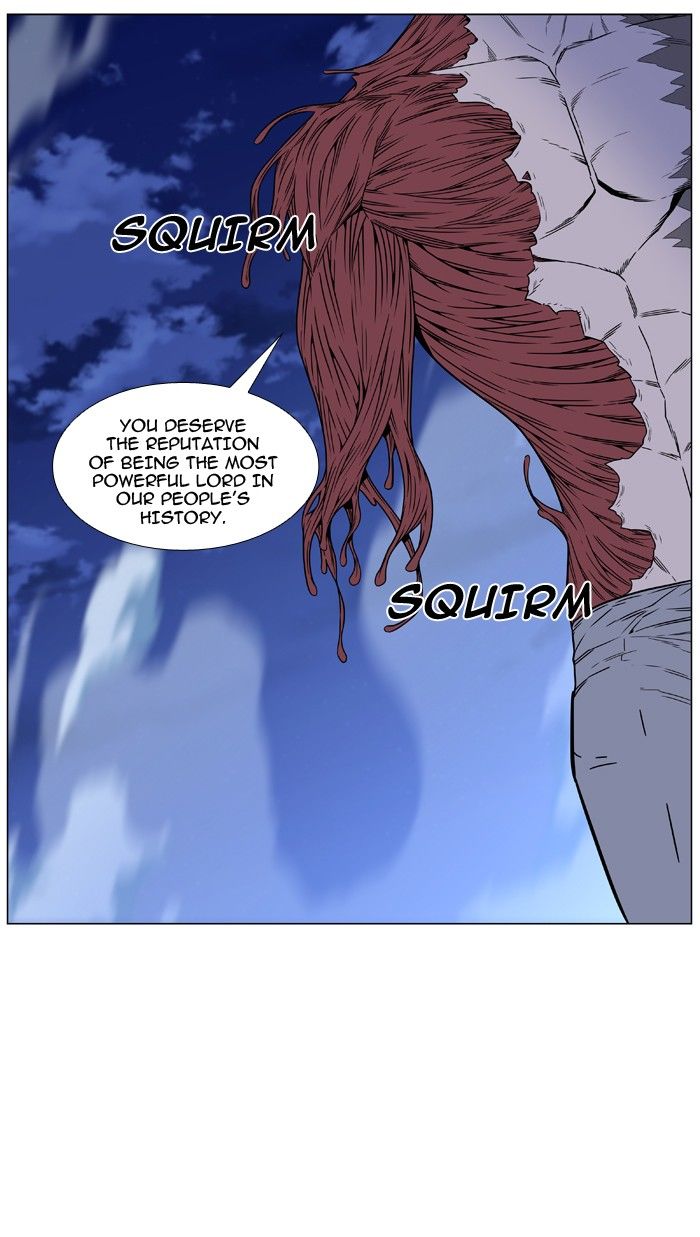 SQUIRM
YOU DESERVE
THE REPUTATION
OF BEING THE MOST
POWERFUL LORD IN
OUR PEOPLE'S
HISTORY.
SQUIRM